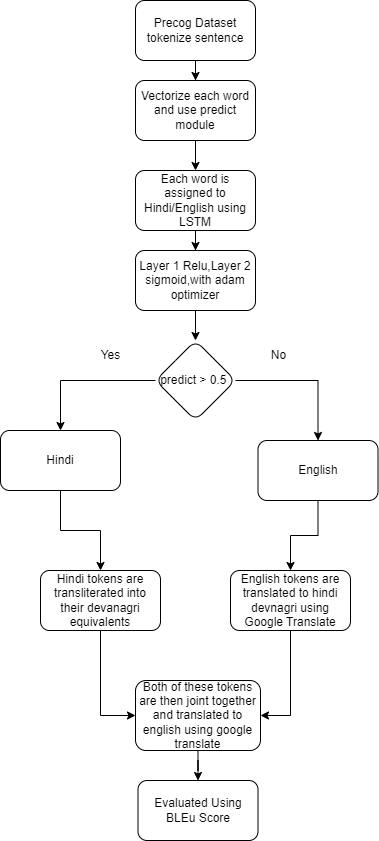 Precog Dataset
tokenize sentence
Vectorize each word
and use predict
module
Each word is
assigned to
Hindi/English using
LSTM
Layer 1 Relu,Layer 2
sigmoid,with adam
optimizer
Yes
No
predict > 0.5
Hindi
English
Hindi tokens are
transliterated into
their devanagri
equivalents
English tokens are
translated to hindi
devnagri using
Google Translate
Both of these tokens
are then joint together
and translated to
english using google
translate
Evaluated Using
BLEu Score